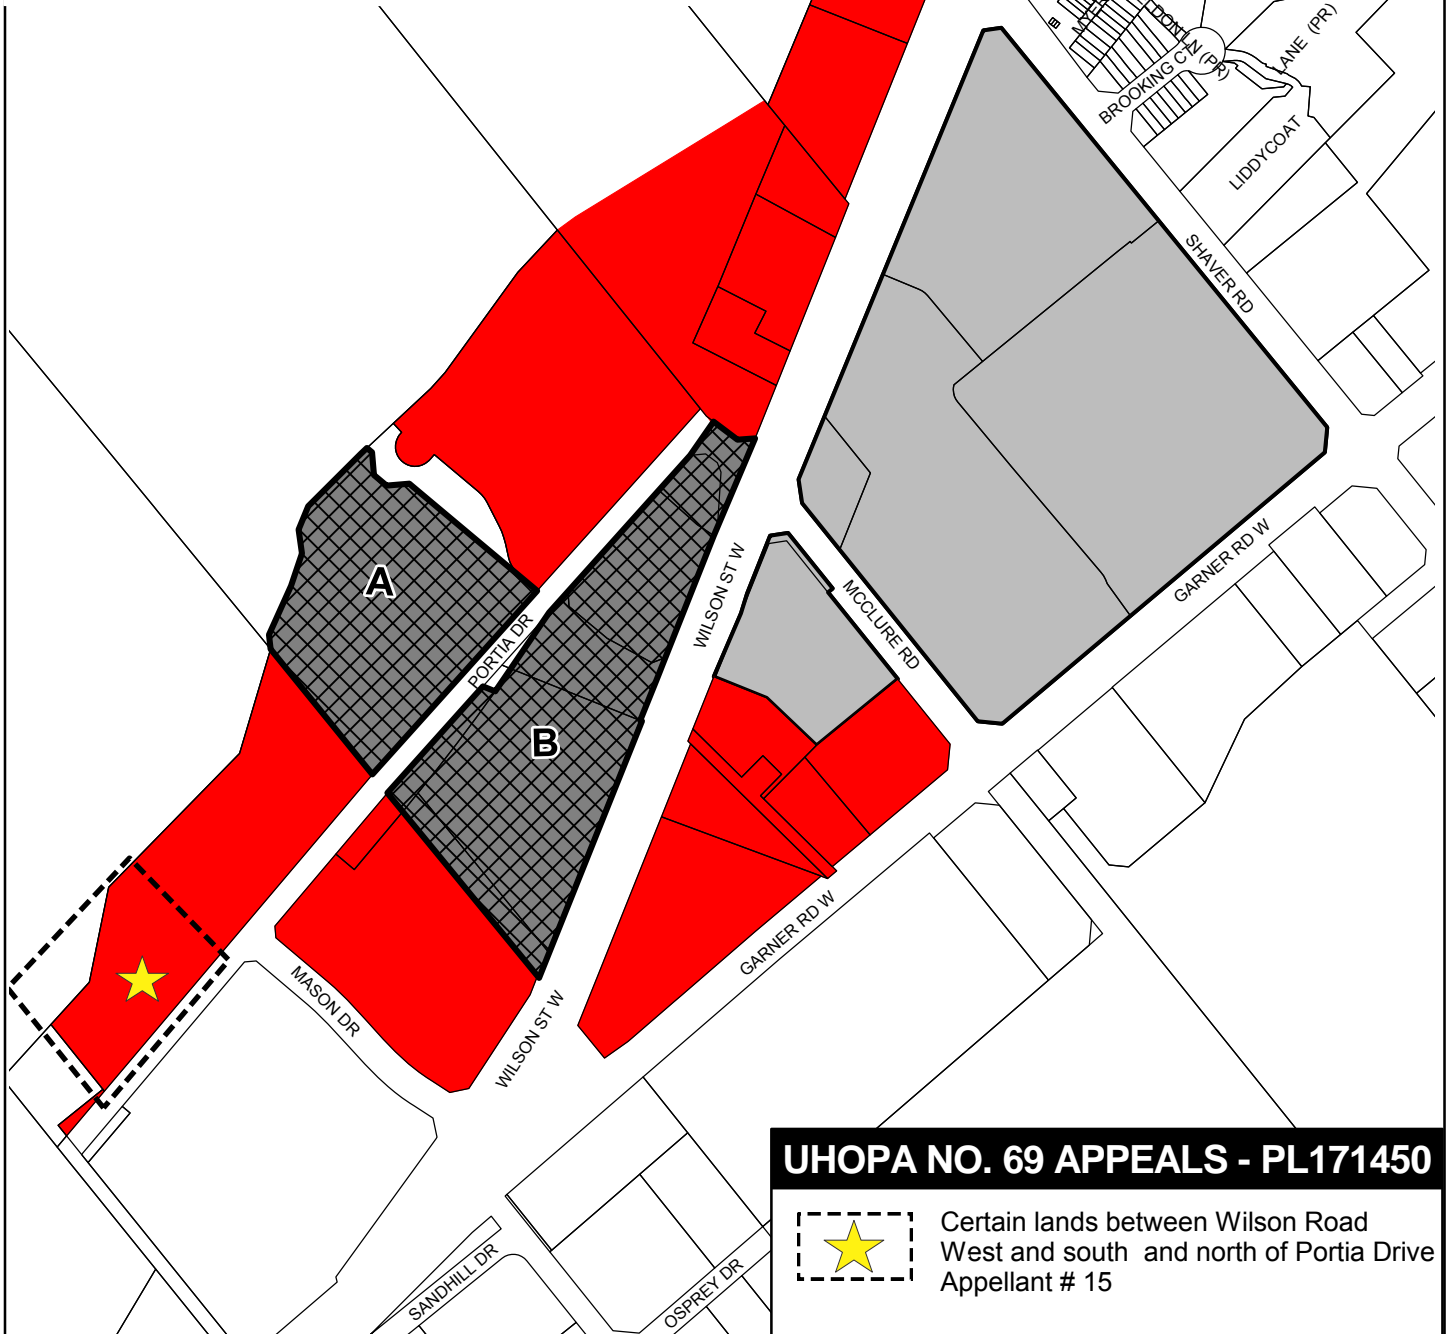 LANE (PR)
BROOKING CT (PR)
LIDDYCOAT
SHAVER RD
GARNER RD W
MCCLURE RD
WILSON ST W
A
PORTIA DR
B
GARNER RD W
MASON DR
WILSON ST W
SANDHILL DR
OSPREY DR
UHOPA NO. 69 APPEALS - PL171450
Certain lands between Wilson Road
West and south and north of Portia Drive
Appellant # 15